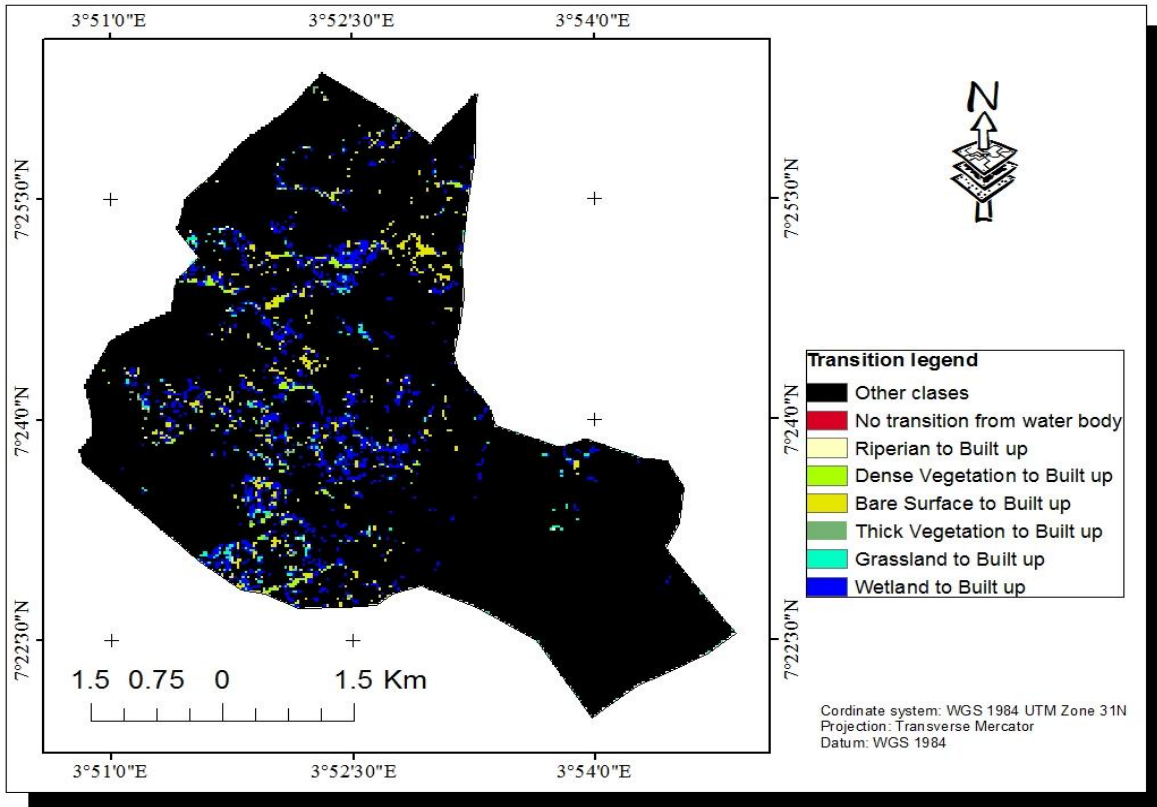 3°51'0"E 3°52'30"E 3°54'0"E
N
7°25'30"N 7°25'30"N
7°24'0"N 7°24'0"N
7°22'30"N 7°22'30"N
Transition legend
Other clases
No transition from water body
Riperian to Built up
Dense Vegetation to Built up
Bare Surface to Built up
Thick Vegetation to Built up
Grassland to Built up
Wetland to Built up
1.5 0.75 0 1.5 Km
Cordinate system: WGS 1984 UTM Zone 31N
Projection: Transverse Mercator
Datum: WGS 1984
3°51'0"E 3°52'30"E 3°54'0"E